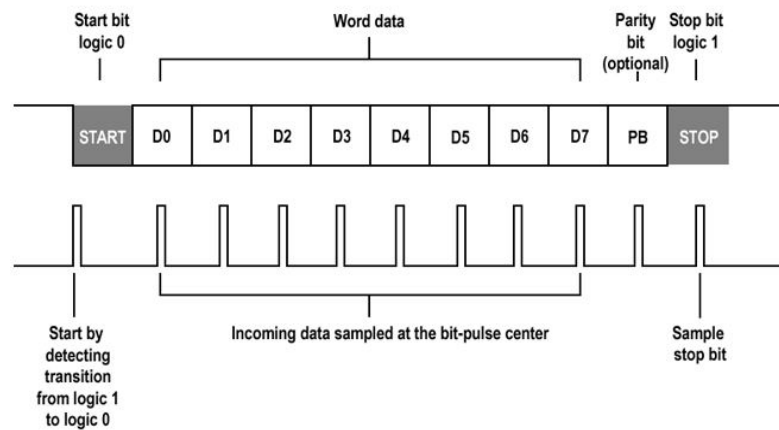 Start bit
logic 0
Word data
Parity
bit
(optional)
Stop bit
logic 1
START
D0
D1
D2
D3
D4
D5
D6
D7
PB
STOP
Start by
detecting
transition
from logic 1
to logic 0
Incoming data sampled at the bit-pulse center
Sample
stop bit